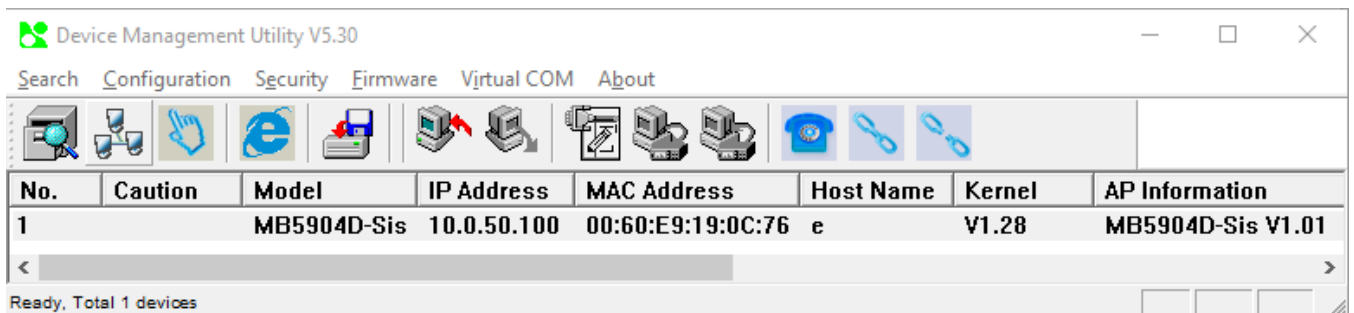 Device Management Utility V5.30
Search Configuration Security Firmware Virtual COM About
No. Caution Model IP Address MAC Address Host Name Kernel AP Information
1 MB5904D-Sis 10.0.50.100 00:60:E9:19:0C:76 e V1.28 MB5904D-Sis V1.01
Ready, Total 1 devices